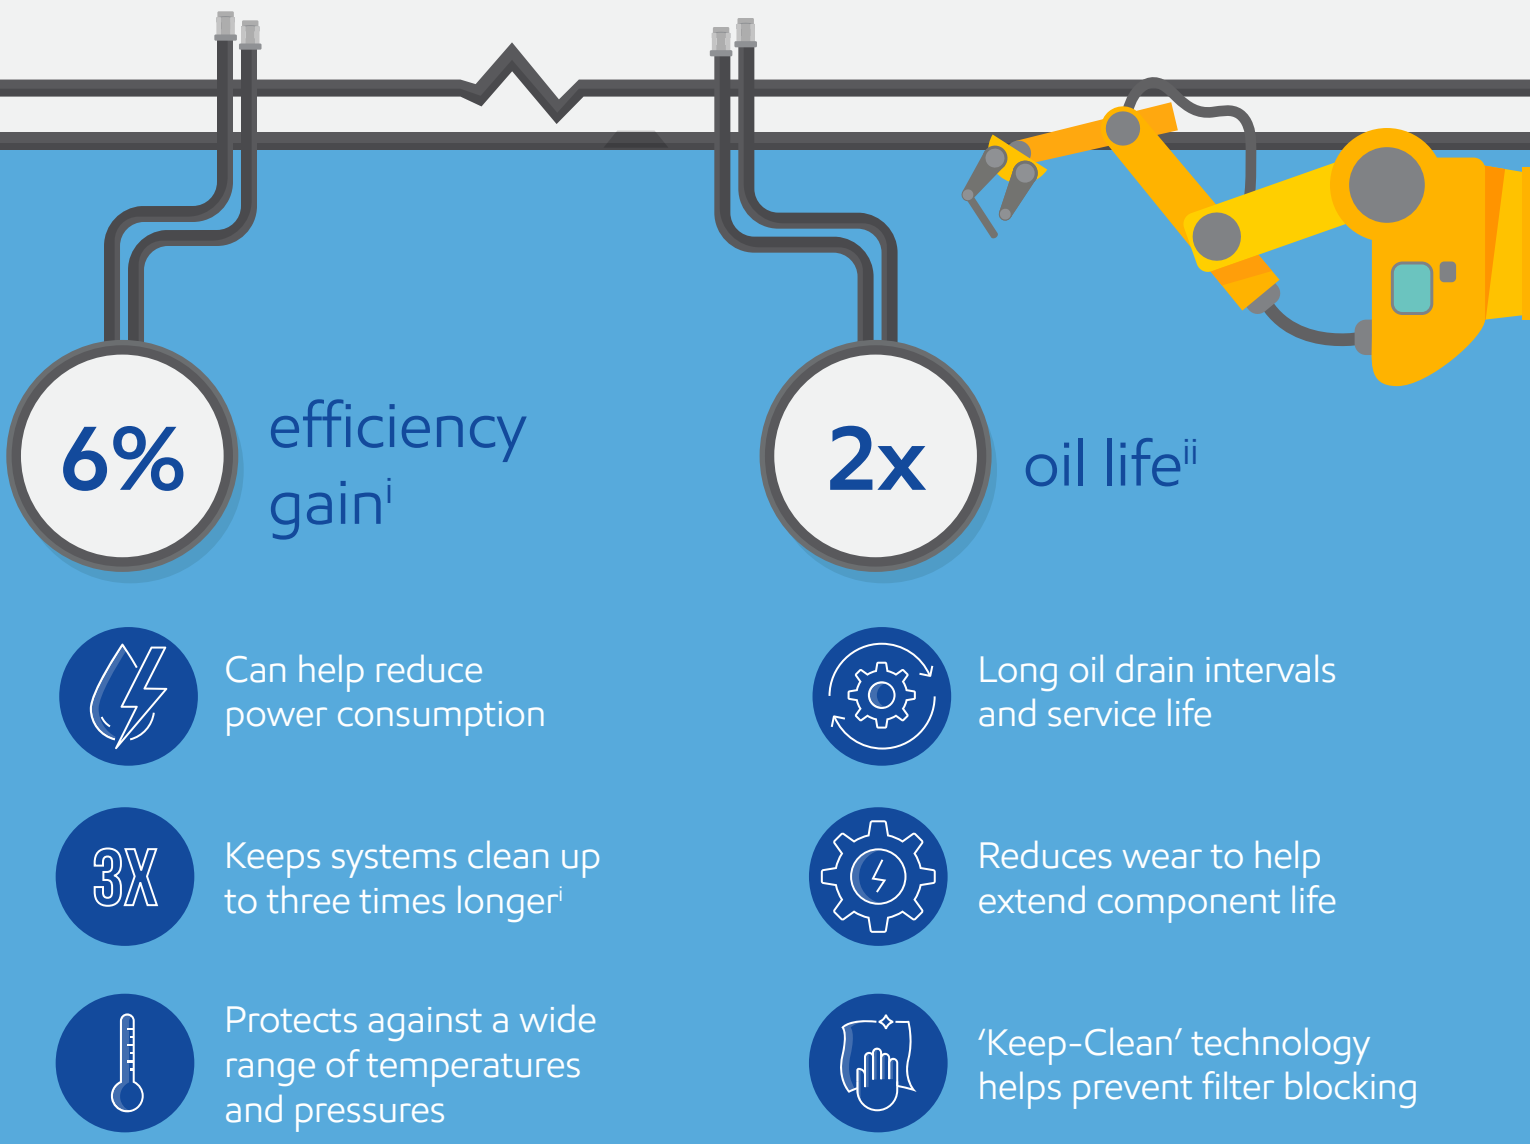 6%
efficiency
gainⁱ
Can help reduce
power consumption
3X
Keeps systems clean up
to three times longerⁱ
Protects against a wide
range of temperatures
and pressures
2x
oil lifeⁱⁱ
Long oil drain intervals
and service life
Reduces wear to help
extend component life
‘Keep-Clean’ technology
helps prevent filter blocking